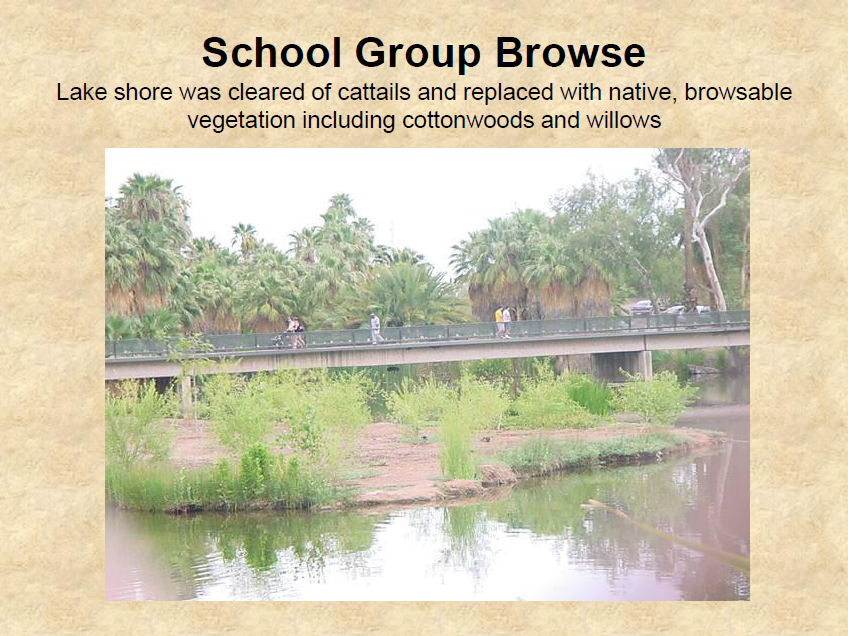 School Group Browse
Lake shore was cleared of cattails and replaced with native, browsable
vegetation including cottonwoods and willows